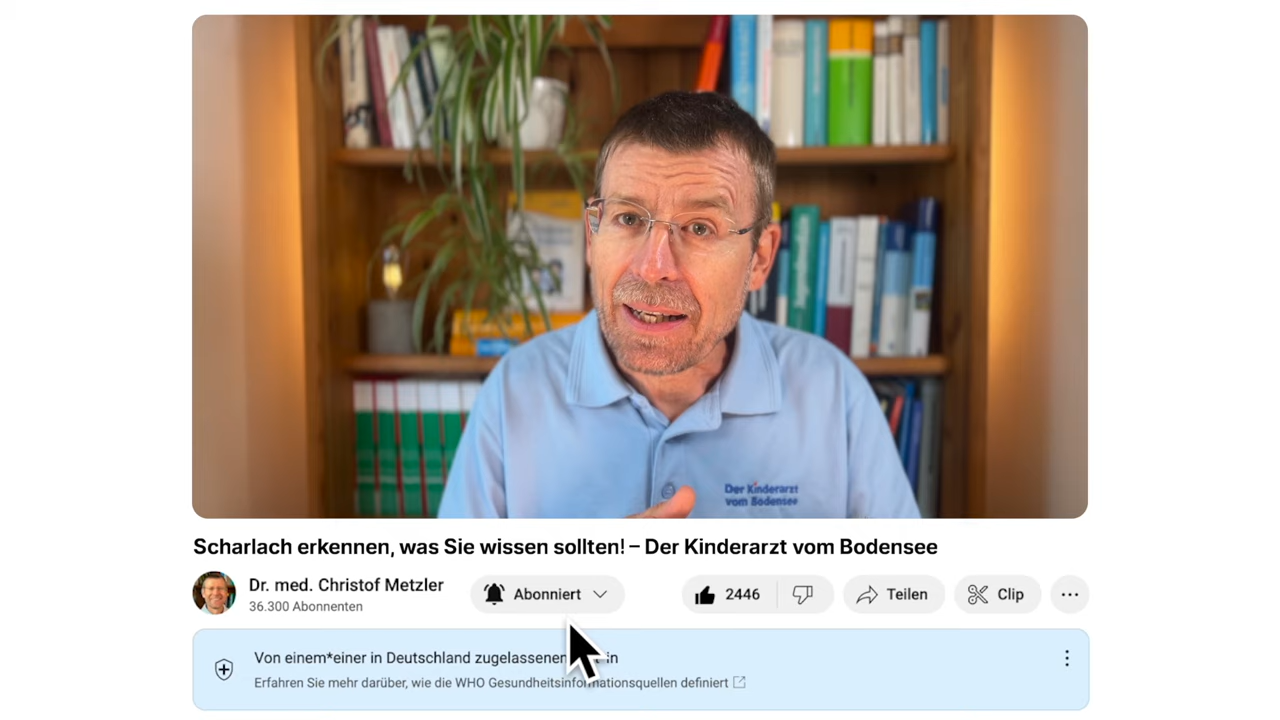 Der Kinderarzt
vom Bodensee
Scharlach erkennen, was Sie wissen sollten! – Der Kinderarzt vom Bodensee
Dr. med. Christof Metzler
36.300 Abonnenten
Abonniert
2446
Teilen
Clip
Von einem*einer in Deutschland zugelassenen in
Erfahren Sie mehr darüber, wie die WHO Gesundheitsinformationsquellen definiert